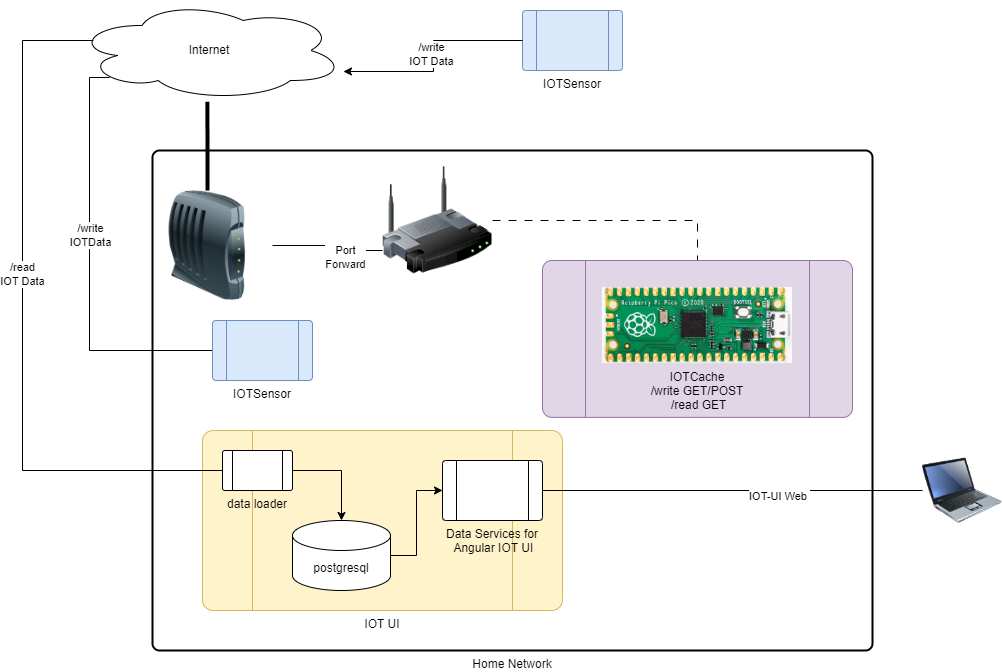 Internet
/write
IOT Data
IOTSensor
/write
IOTData
/read
IOT Data
Port
Forward
Raspberry Pi Pico ©2020
BOOTSEL
IOTCache
/write GET/POST
/read GET
IOTSensor
data loader
postgresql
Data Services for
Angular IOT UI
IOT-UI Web
IOT UI
Home Network